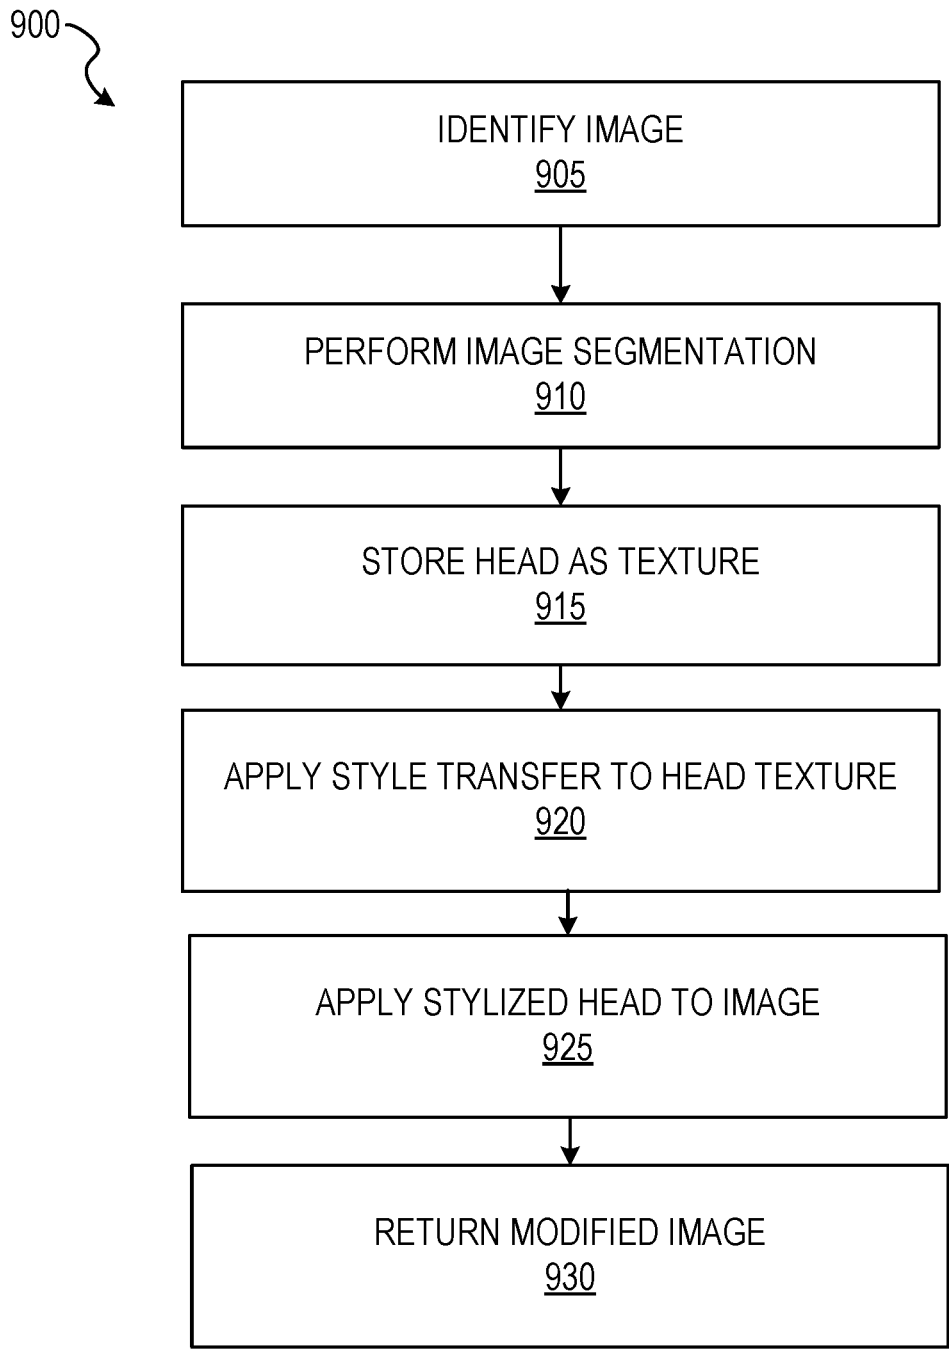 900
IDENTIFY IMAGE
905
PERFORM IMAGE SEGMENTATION
910
STORE HEAD AS TEXTURE
915
APPLY STYLE TRANSFER TO HEAD TEXTURE
920
APPLY STYLIZED HEAD TO IMAGE
925
RETURN MODIFIED IMAGE
930